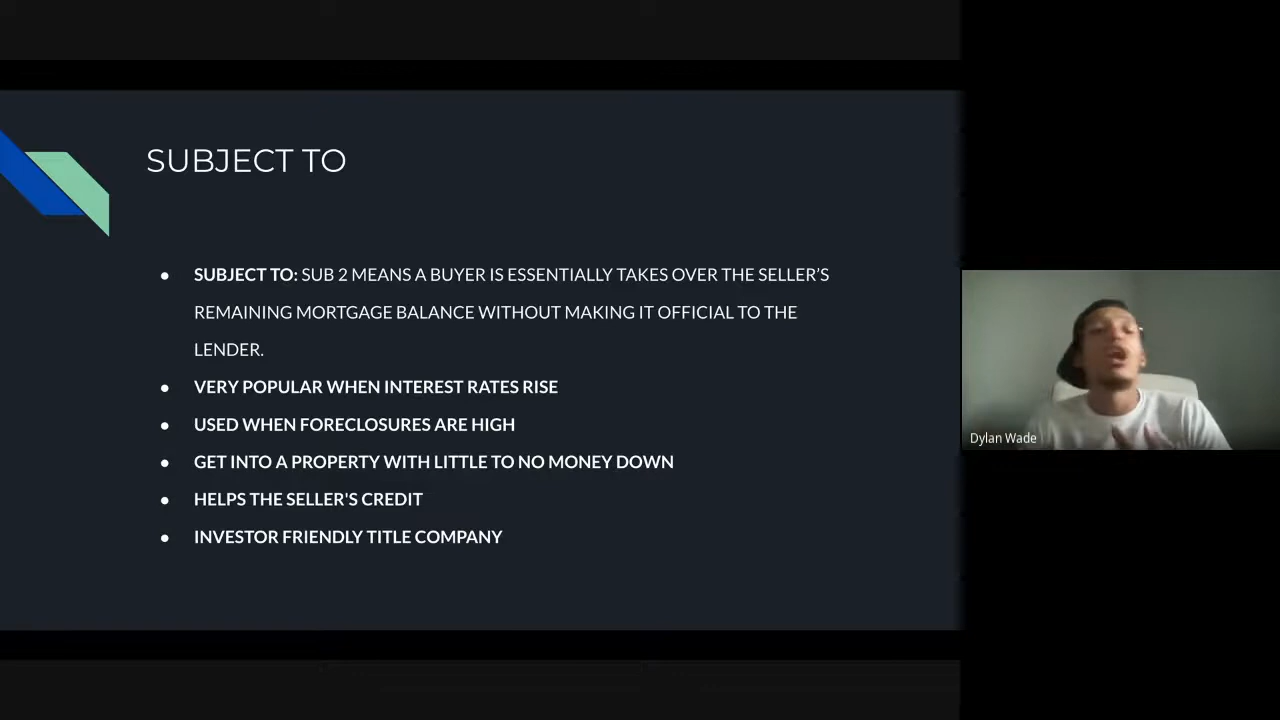 SUBJECT TO
● SUBJECT TO: SUB 2 MEANS A BUYER IS ESSENTIALLY TAKES OVER THE SELLER’S
REMAINING MORTGAGE BALANCE WITHOUT MAKING IT OFFICIAL TO THE
LENDER.
● VERY POPULAR WHEN INTEREST RATES RISE
● USED WHEN FORECLOSURES ARE HIGH
● GET INTO A PROPERTY WITH LITTLE TO NO MONEY DOWN
● HELPS THE SELLER'S CREDIT
● INVESTOR FRIENDLY TITLE COMPANY
Dylan Wade